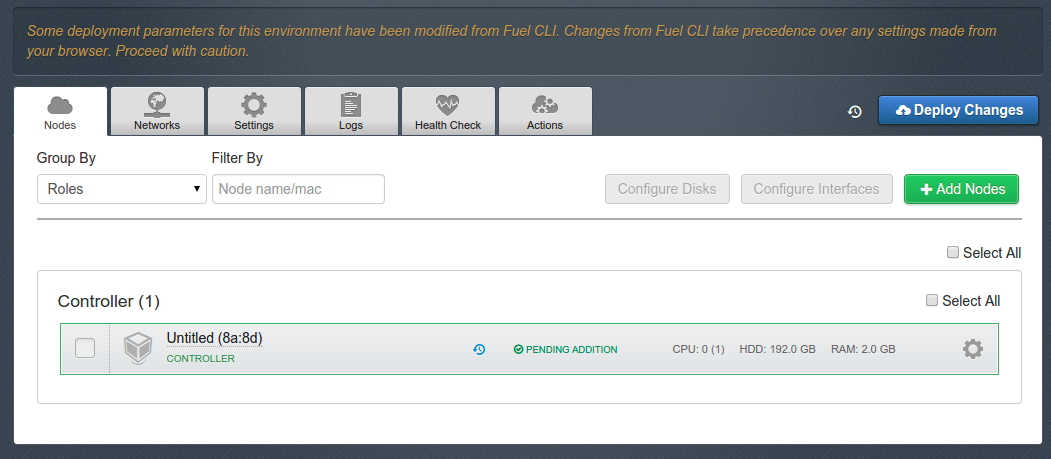 Some deployment parameters for this environment have been modified from Fuel CLI. Changes from Fuel CLI take precedence over any settings made from
your browser. Proceed with caution.
Nodes
Networks
Settings
Logs
Health Check
Actions
Deploy Changes
Group By
Filter By
Roles
Node name/mac
Configure Disks
Configure Interfaces
Add Nodes
Select All
Controller (1)
Select All
Untitled (8a:8d)
CONTROLLER
PENDING ADDITION
CPU: 0 (1)
HDD: 192.0 GB
RAM: 2.0 GB